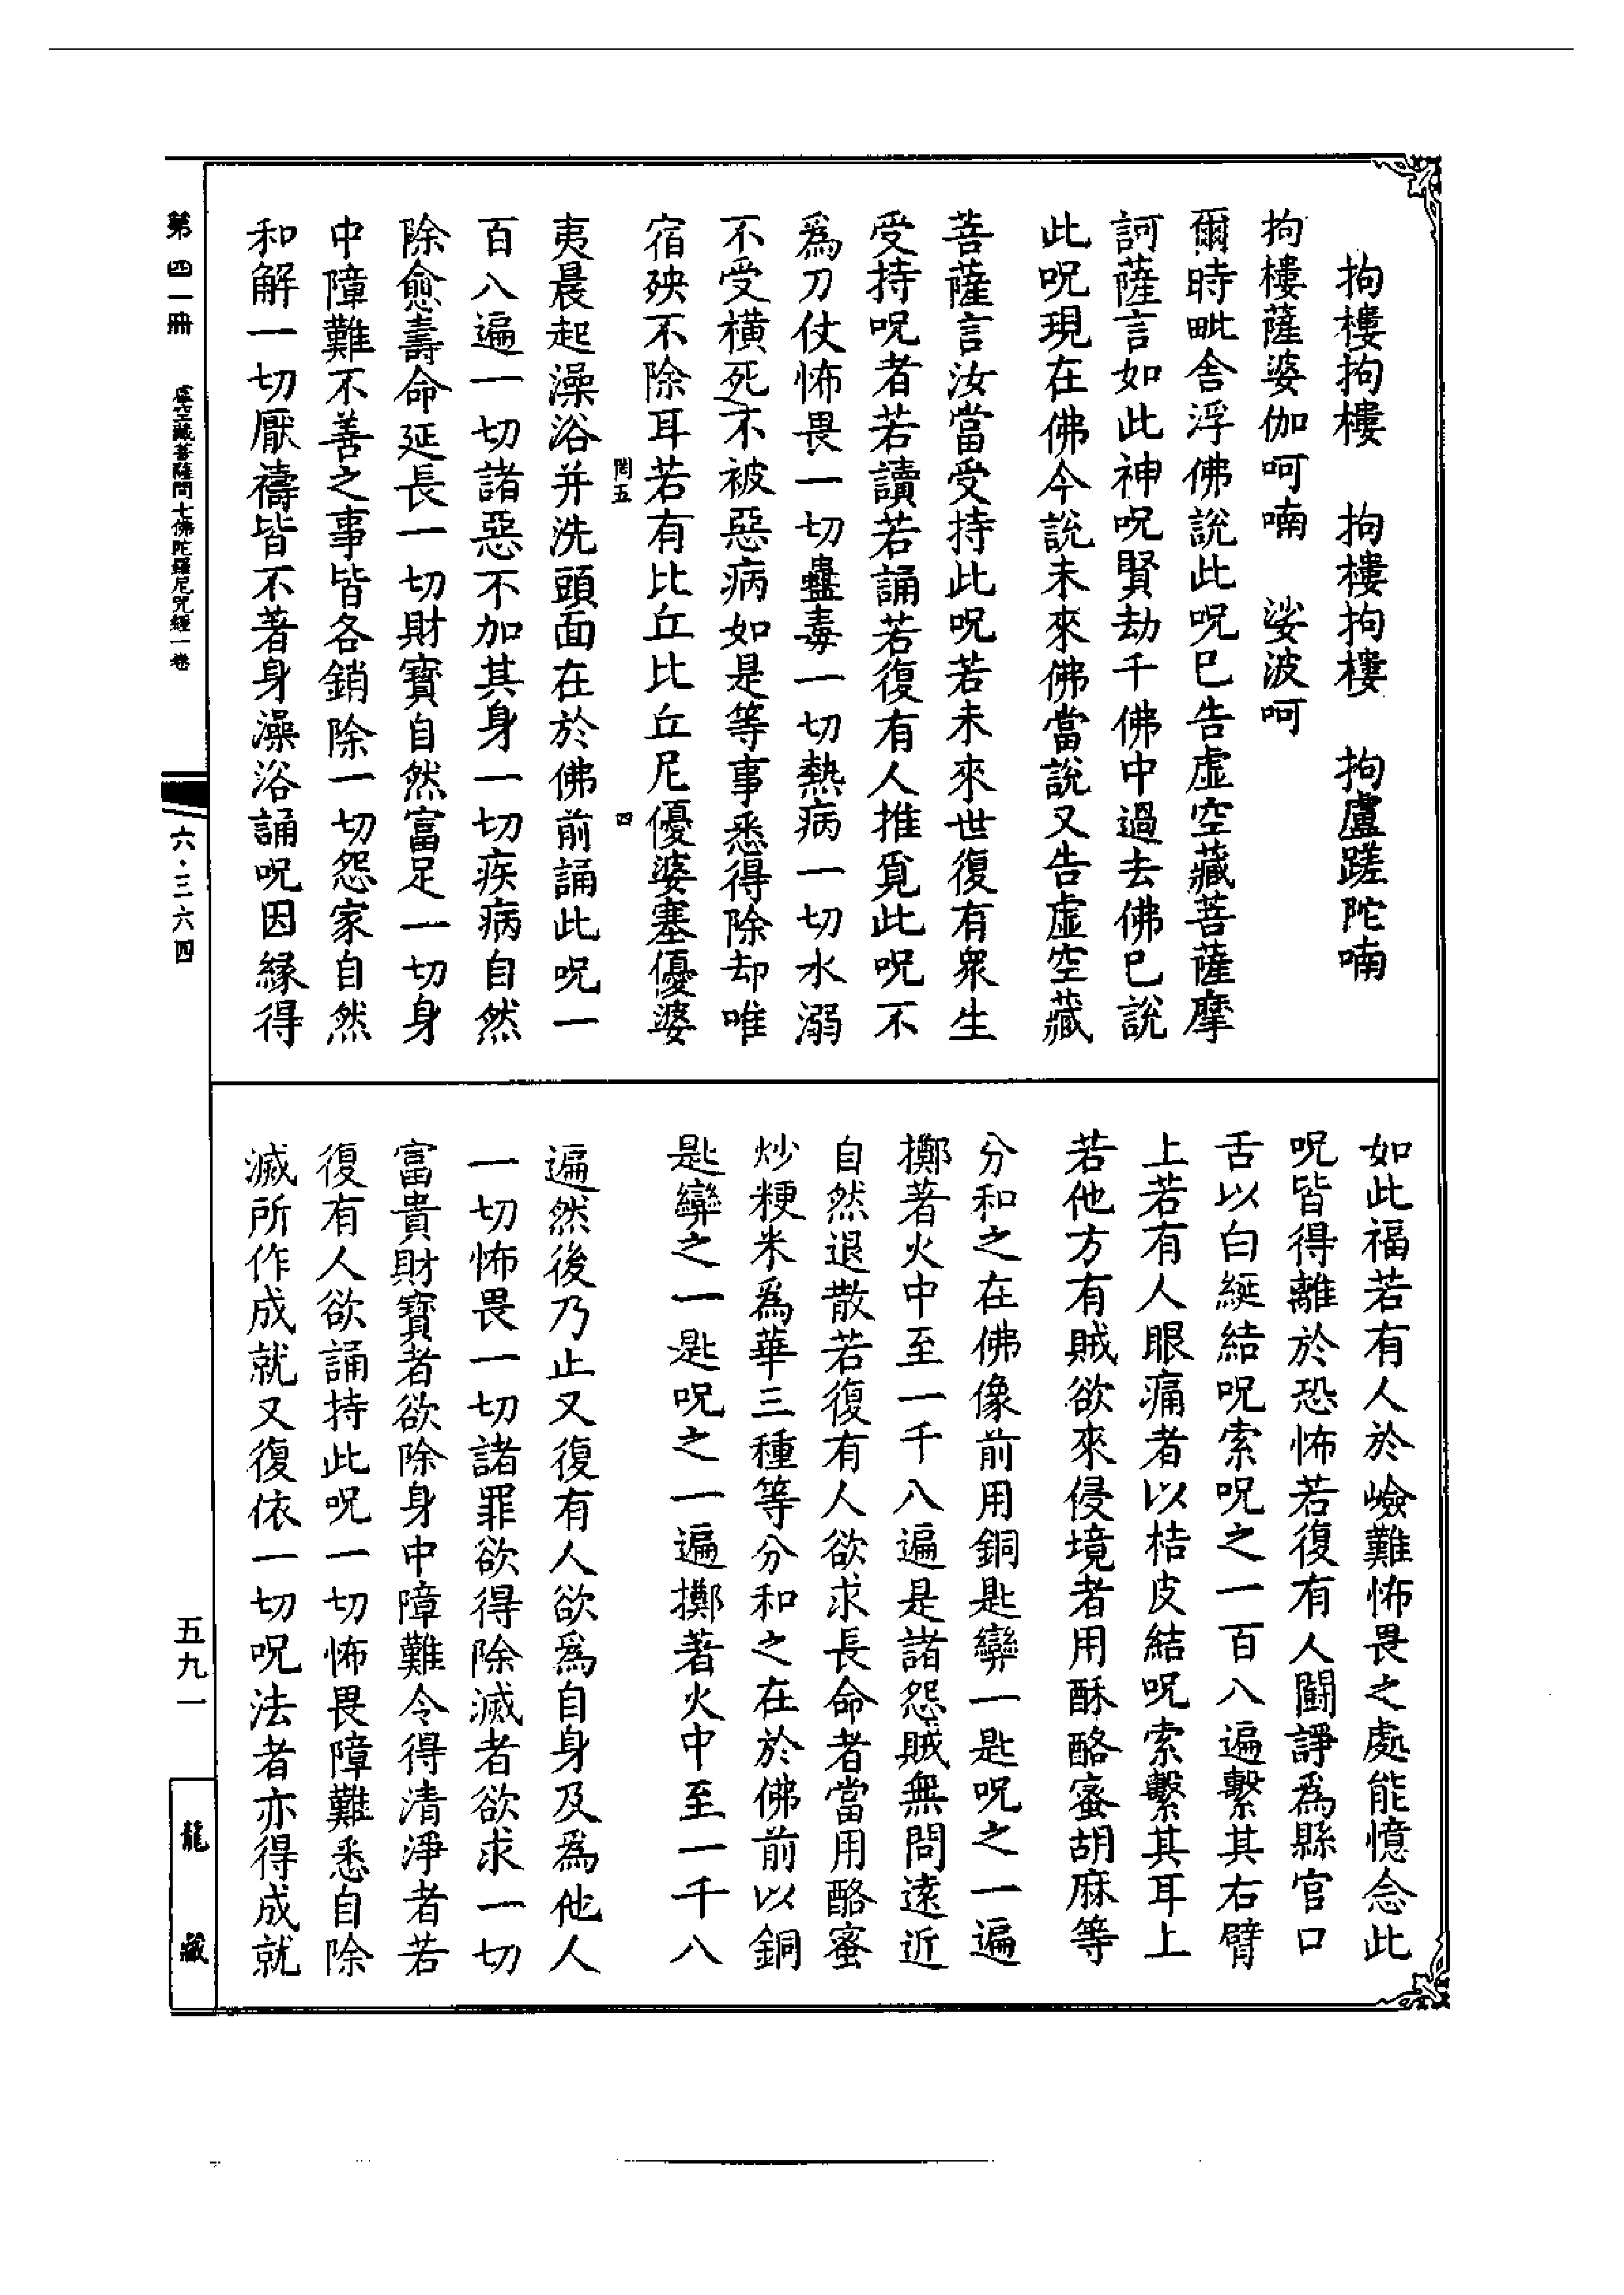 拘樓拘樓　拘樓拘樓　拘盧蹉陀喃
拘樓薩婆伽呵喃　娑波呵
爾時毗舍浮佛說此呪巳告虛空藏菩薩摩
訶薩言如此神呪賢劫千佛中過去佛巳說
此呪現在佛今說未來佛當說又告虛空藏
菩薩言汝當受持此呪若未來世復有衆生
受持呪者若讀若誦若復有人推覓此呪不
爲刀仗怖畏一切蠱毒一切熱病一切水溺
不受橫死不被惡病如是等事悉得除却唯
宿殃不除耳若有比丘比丘尼優婆塞優婆
罔五　四
夷晨起澡浴并洗頭面在於佛前誦此呪一
百八遍一切諸惡不加其身一切疾病自然
除愈壽命延長一切財寶自然富足一切身
中障難不善之事皆各銷除一切怨家自然
和解一切厭禱皆不著身澡浴誦呪因緣得
如此福若有人於嶮難怖畏之處能憶念此
呪皆得離於恐怖若復有人鬪諍爲縣官口
舌以白綖結呪索呪之一百八遍繫其右臂
上若有人眼痛者以桔皮結呪索繫其耳上
若他方有賊欲來侵境者用酥酪蜜胡麻等
分和之在佛像前用銅匙㪻一匙呪之一遍
擲著火中至一千八遍是諸怨賊無問遠近
自然退散若復有人欲求長命者當用酪蜜
炒粳米爲華三種等分和之在於佛前以銅
匙㪻之一匙呪之一遍擲著火中至一千八
遍然後乃止又復有人欲爲自身及爲他人
一切怖畏一切諸罪欲得除滅者欲求一切
富貴財寶者欲除身中障難令得清淨者若
復有人欲誦持此呪一切怖畏障難悉自除
滅所作成就又復依一切呪法者亦得成就
第四一冊　虛空藏菩薩問七佛陀羅尼咒經一卷
六·三六四
五九一
龍藏